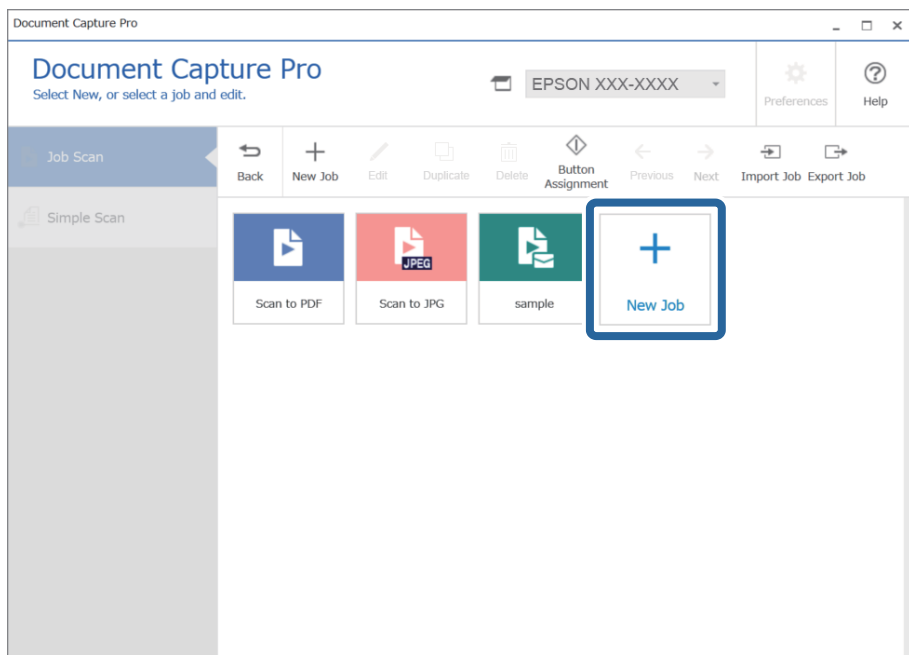 Document Capture Pro
Document Capture Pro
Select New, or select a job and edit.
EPSON XXX-XXXX
Preferences
Help
Job Scan
Simple Scan
Back
New Job
Edit
Duplicate
Delete
Button
Assignment
Previous
Next
Import Job
Export Job
JPEG
Scan to PDF
Scan to JPG
sample
New Job